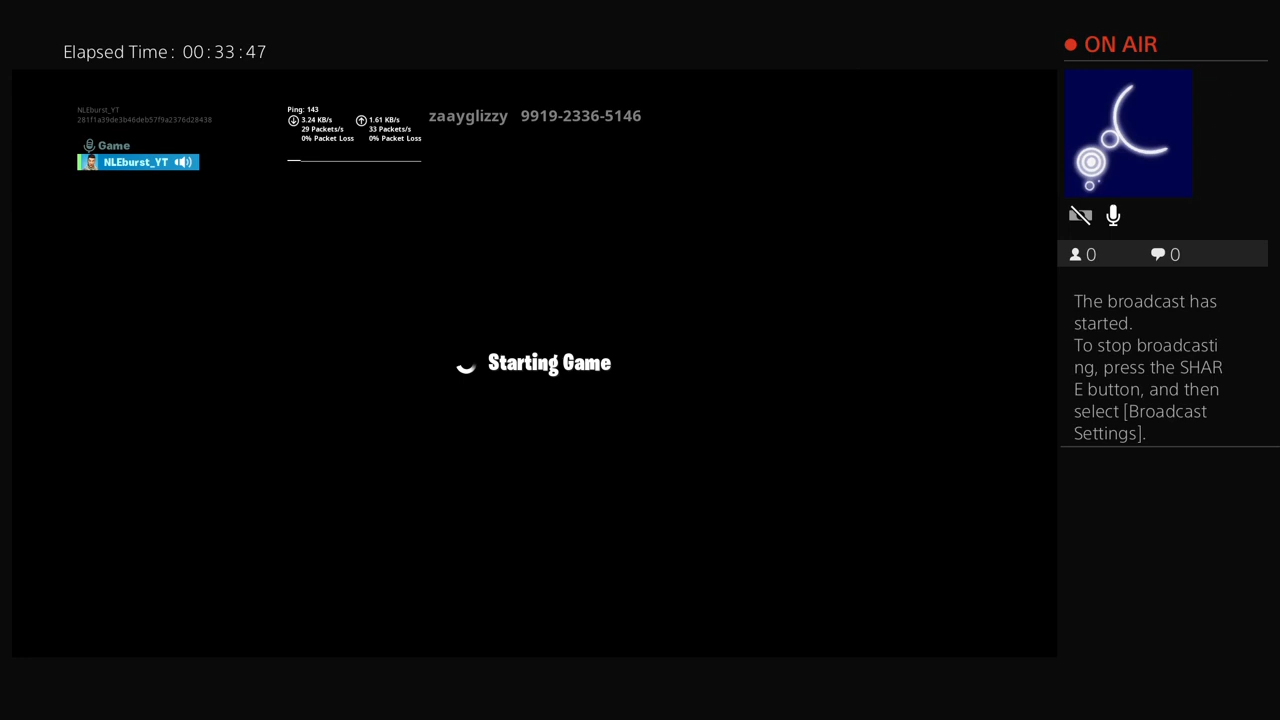 Elapsed Time: 00:33:47
ON AIR
NLEburst_YT
281f1a39de3b46deb57f9a2376d28438
Ping: 143
3.24 KB/s 1.61 KB/s
29 Packets/s 33 Packets/s
0% Packet Loss 0% Packet Loss
zaayglizzy 9919-2336-5146
Game
NLEburst_YT
0 0
The broadcast has
started.
To stop broadcasti
ng, press the SHAR
E button, and then
select [Broadcast
Settings].
Starting Game